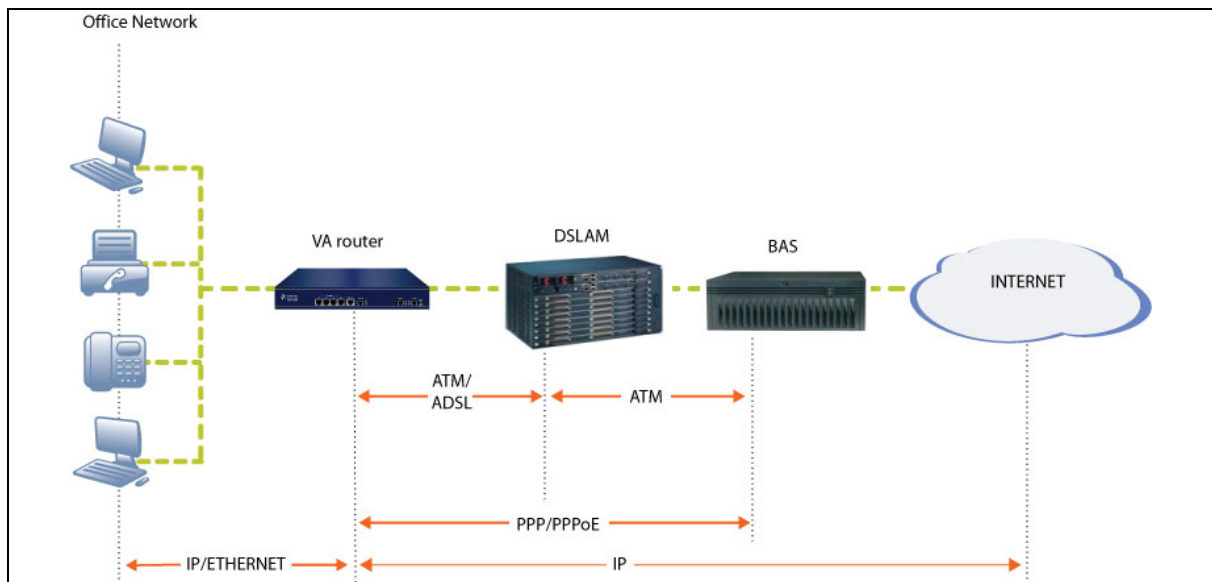 Office Network
VA router
DSLAM
BAS
INTERNET
ATM/
ADSL
ATM
PPP/PPPoE
IP/ETHERNET
IP